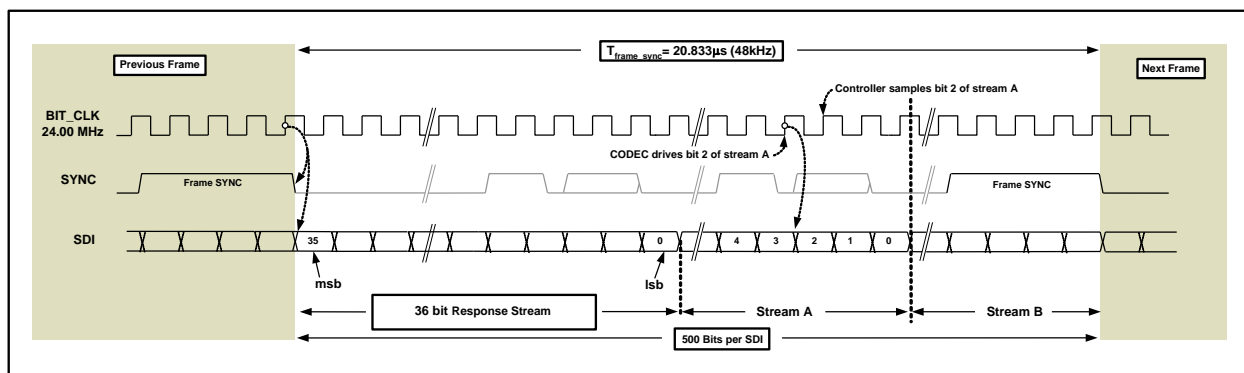 T_frame_sync= 20.833µs (48kHz)
Previous Frame
Next Frame
Controller samples bit 2 of stream A
BIT_CLK
24.00 MHz
CODEC drives bit 2 of stream A
SYNC
Frame SYNC
Frame SYNC
SDI
35
0
4
3
2
1
0
msb
lsb
36 bit Response Stream
Stream A
Stream B
500 Bits per SDI